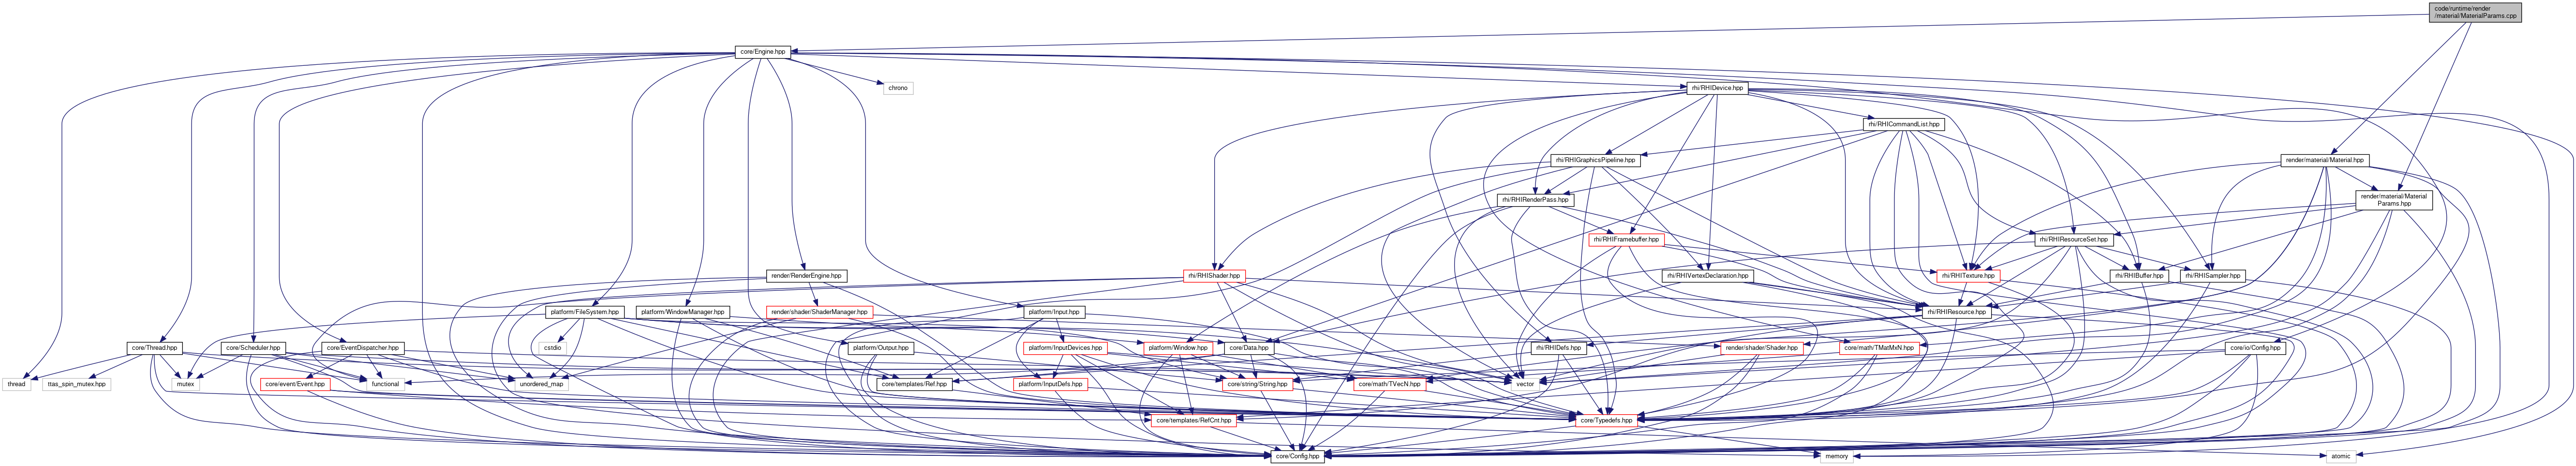 code/runtime/render
/material/MaterialParams.cpp
core/Engine.hpp
chrono
rhi/RHIDevice.hpp
rhi/RHICommandList.hpp
rhi/RHIGraphicsPipeline.hpp
render/material/Material.hpp
rhi/RHIRenderPass.hpp
render/material/Material
Params.hpp
rhi/RHIFramebuffer.hpp
rhi/RHIResourceSet.hpp
render/RenderEngine.hpp
rhi/RHIShader.hpp
rhi/RHIVertexDeclaration.hpp
rhi/RHITexture.hpp
rhi/RHIBuffer.hpp
rhi/RHISampler.hpp
platform/FileSystem.hpp
platform/WindowManager.hpp
render/shader/ShaderManager.hpp
platform/Input.hpp
rhi/RHIResource.hpp
core/Thread.hpp
core/Scheduler.hpp
core/EventDispatcher.hpp
cstdio
platform/Output.hpp
platform/InputDevices.hpp
platform/Window.hpp
core/Data.hpp
rhi/RHIDefs.hpp
render/shader/Shader.hpp
core/math/TMatMxN.hpp
core/io/Config.hpp
thread
ttas_spin_mutex.hpp
mutex
core/event/Event.hpp
functional
unordered_map
core/templates/Ref.hpp
platform/InputDefs.hpp
core/string/String.hpp
core/math/TVecN.hpp
vector
core/templates/RefCnt.hpp
core/Typedefs.hpp
core/Config.hpp
memory
atomic